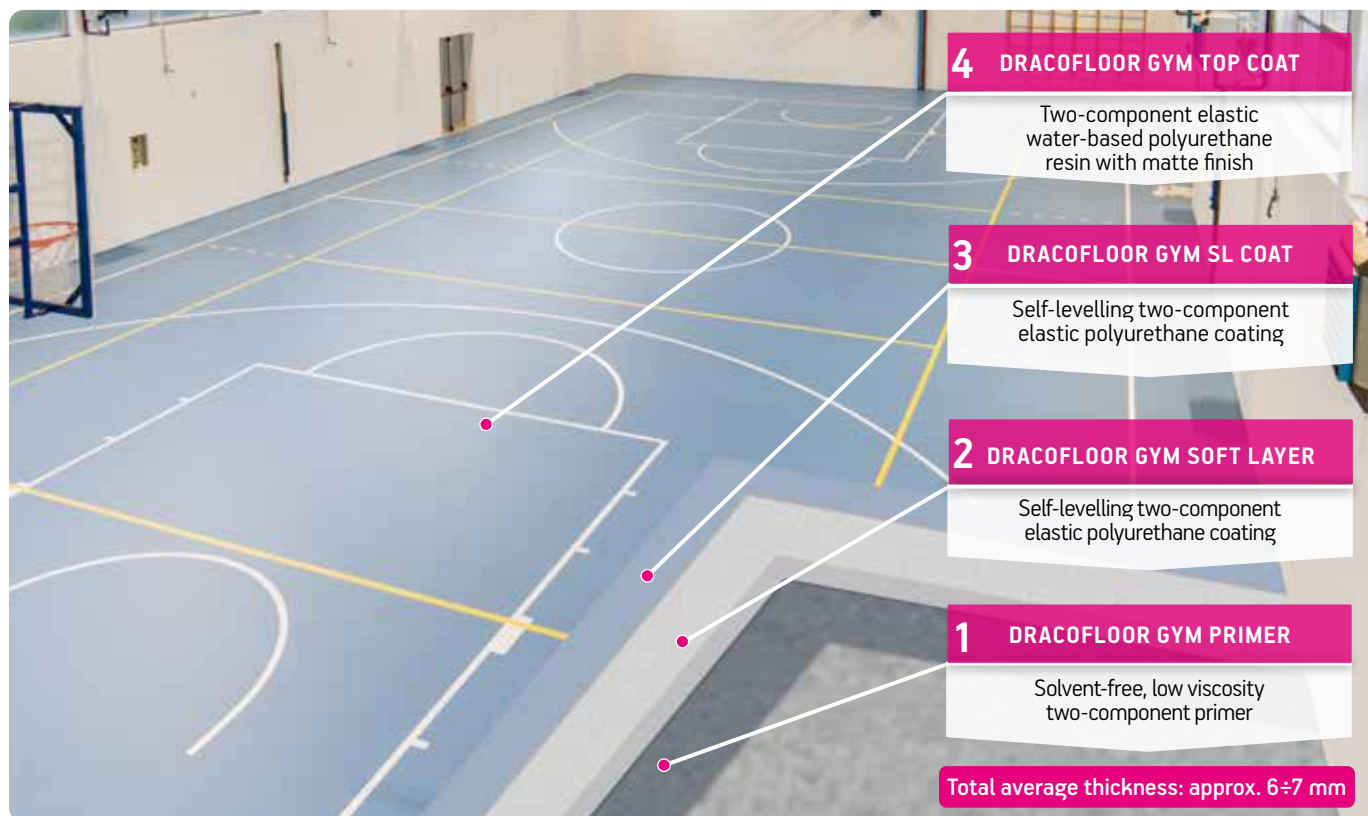 4 DRACOFLOOR GYM TOP COAT
Two-component elastic
water-based polyurethane
resin with matte finish
3 DRACOFLOOR GYM SL COAT
Self-levelling two-component
elastic polyurethane coating
2 DRACOFLOOR GYM SOFT LAYER
Self-levelling two-component
elastic polyurethane coating
1 DRACOFLOOR GYM PRIMER
Solvent-free, low viscosity
two-component primer
Total average thickness: approx. 6÷7 mm